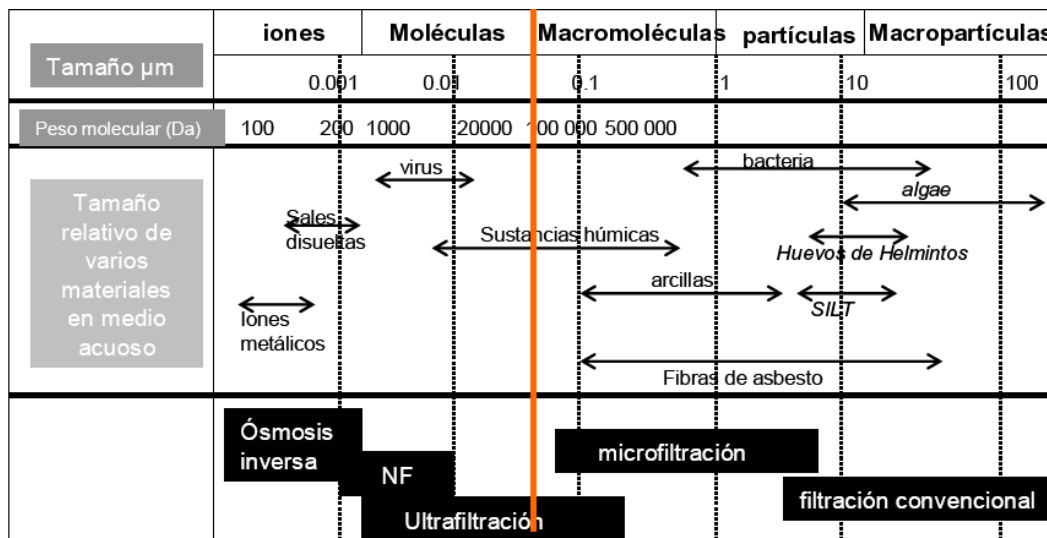 iones Moléculas Macromoléculas partículas Macropartículas
Tamaño µm
0.001 0.01 0.1 1 10 100
Peso molecular (Da) 100 200 1000 20000 100 000 500 000
Tamaño
relativo de
varios
materiales
en medio
acuoso
virus
bacteria
algae
Sales
disueltas
Sustancias húmicas
Huevos de Helmintos
arcillas
SILT
Iones
metálicos
Fibras de asbesto
Ósmosis
inversa
microfiltración
NF
filtración convencional
Ultrafiltración